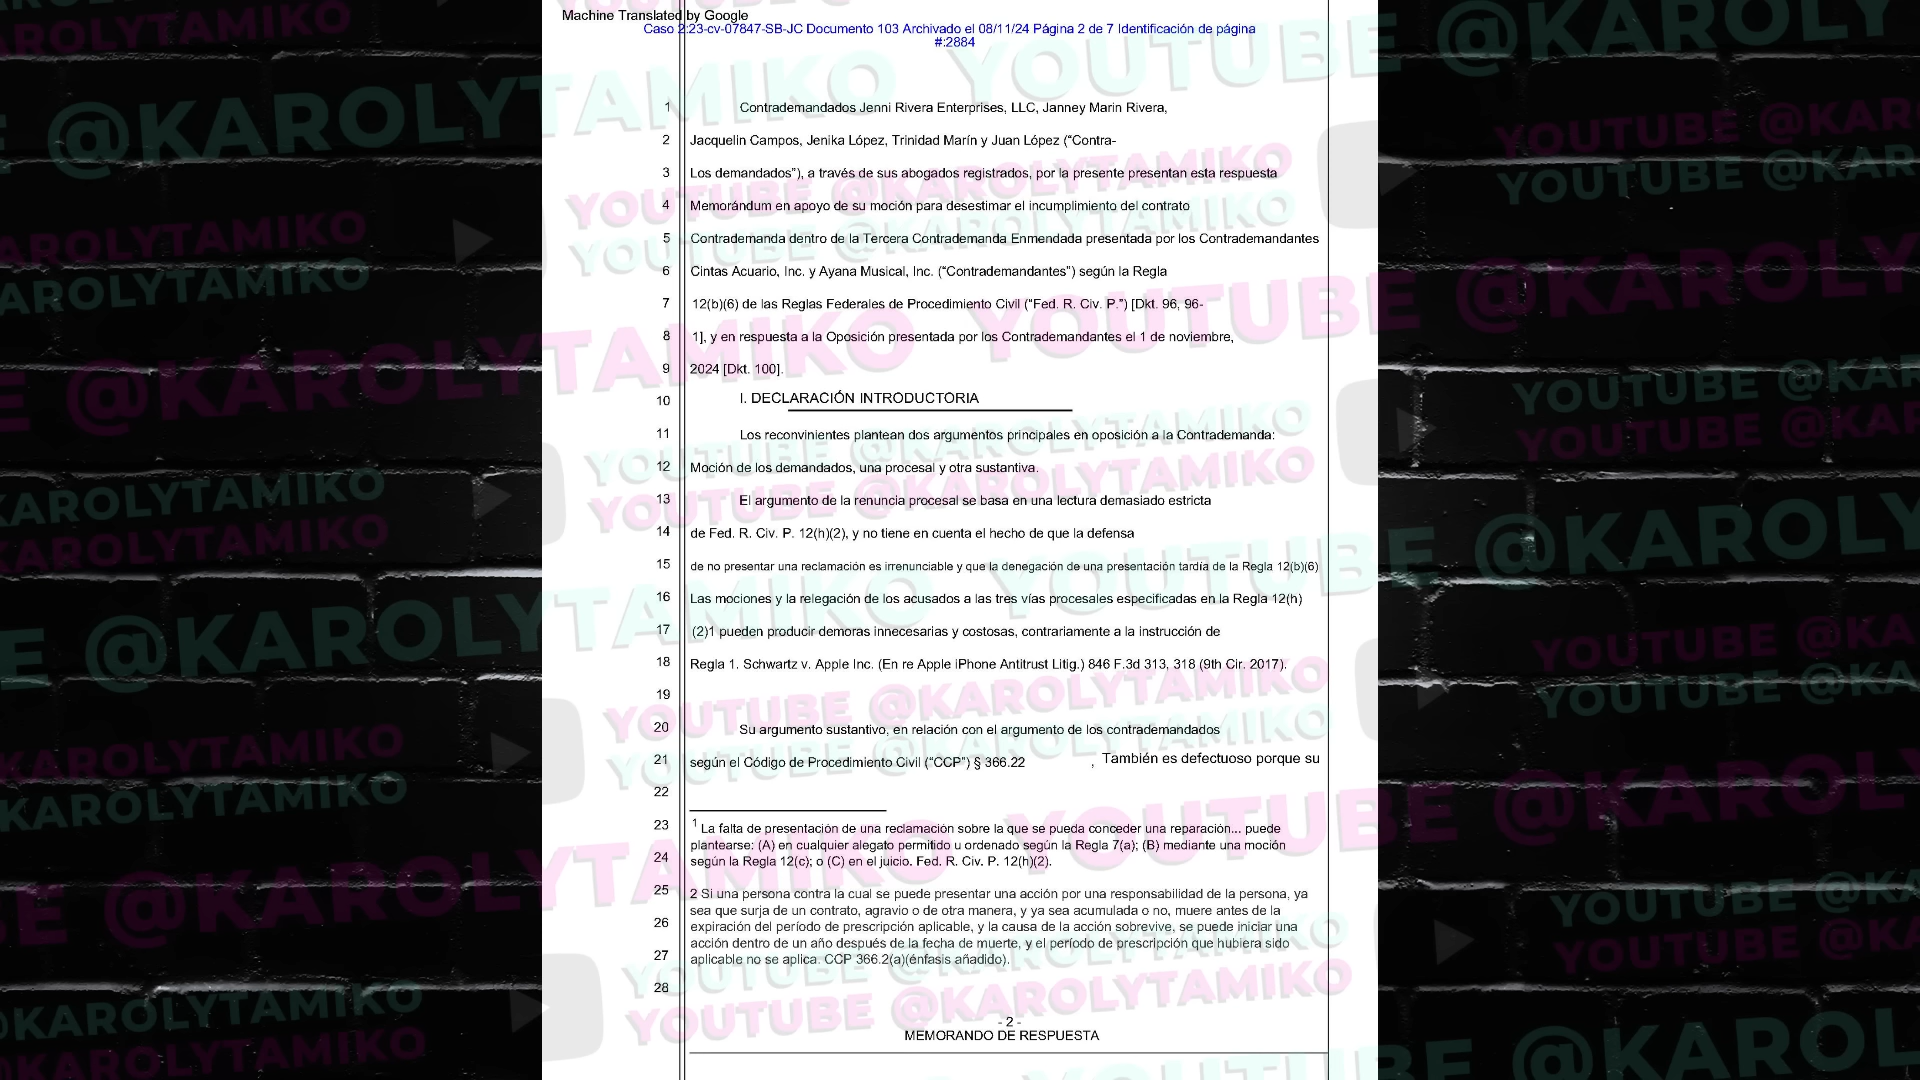 Machine Translated by Google
Caso 2:23-cv-07847-SB-JC Documento 103 Archivado el 08/11/24 Página 2 de 7 Identificación de página
#:2884
1 Contrademandados Jenni Rivera Enterprises, LLC, Janney Marin Rivera,
2 Jacquelin Campos, Jenika López, Trinidad Marín y Juan López (“Contra-
3 Los demandados”), a través de sus abogados registrados, por la presente presentan esta respuesta
4 Memorándum en apoyo de su moción para desestimar el incumplimiento del contrato
5 Contrademanda dentro de la Tercera Contrademanda Enmendada presentada por los Contrademandantes
6 Cintas Acuario, Inc. y Ayana Musical, Inc. (“Contrademandantes”) según la Regla
7 12(b)(6) de las Reglas Federales de Procedimiento Civil (“Fed. R. Civ. P.”) [Dkt. 96, 96-
8 1], y en respuesta a la Oposición presentada por los Contrademandantes el 1 de noviembre,
9 2024 [Dkt. 100].
10 I. DECLARACIÓN INTRODUCTORIA
11 Los reconvinientes plantean dos argumentos principales en oposición a la Contrademanda:
12 Moción de los demandados, una procesal y otra sustantiva.
13 El argumento de la renuncia procesal se basa en una lectura demasiado estricta
14 de Fed. R. Civ. P. 12(h)(2), y no tiene en cuenta el hecho de que la defensa
15 de no presentar una reclamación es irrenunciable y que la denegación de una presentación tardía de la Regla 12(b)(6)
16 Las mociones y la relegación de los acusados a las tres vías procesales especificadas en la Regla 12(h)
17 (2)1 pueden producir demoras innecesarias y costosas, contrariamente a la instrucción de
18 Regla 1. Schwartz v. Apple Inc. (En re Apple iPhone Antitrust Litig.) 846 F.3d 313, 318 (9th Cir. 2017).
19
20 Su argumento sustantivo, en relación con el argumento de los contrademandados
21 según el Código de Procedimiento Civil (“CCP”) § 366.22 , También es defectuoso porque su
22
23 1 La falta de presentación de una reclamación sobre la que se pueda conceder una reparación... puede
plantearse: (A) en cualquier alegato permitido u ordenado según la Regla 7(a); (B) mediante una moción
24 según la Regla 12(c); o (C) en el juicio. Fed. R. Civ. P. 12(h)(2).
25 2 Si una persona contra la cual se puede presentar una acción por una responsabilidad de la persona, ya
sea que surja de un contrato, agravio o de otra manera, y ya sea acumulada o no, muere antes de la
26 expiración del período de prescripción aplicable, y la causa de la acción sobrevive, se puede iniciar una
acción dentro de un año después de la fecha de muerte, y el período de prescripción que hubiera sido
27 aplicable no se aplica. CCP 366.2(a)(énfasis añadido).
28
- 2 -
MEMORANDO DE RESPUESTA
YOUTUBE @KAROLYTAMIKO